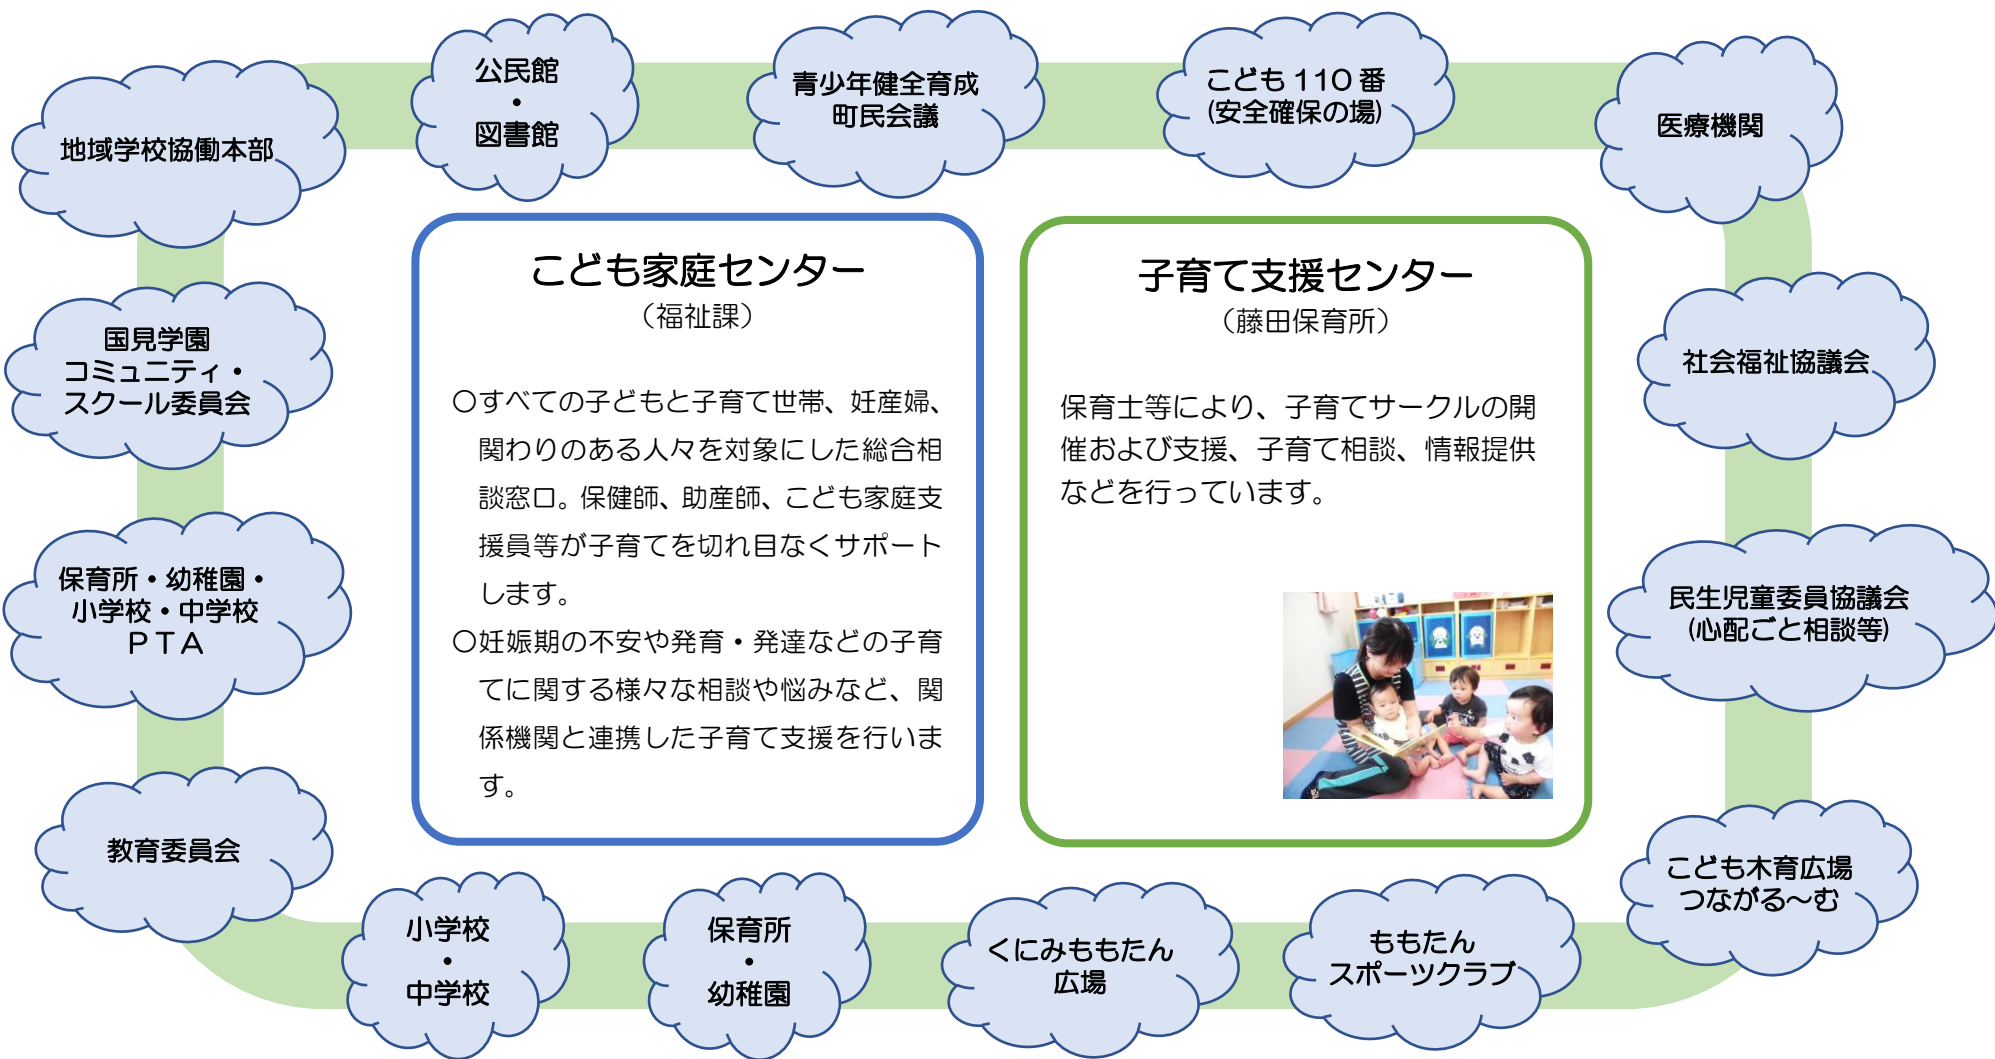 公民館
・
図書館
青少年健全育成
町民会議
こども110番
(安全確保の場)
医療機関
地域学校協働本部
国見学園
コミュニティ・
スクール委員会
保育所・幼稚園・
小学校・中学校
PTA
教育委員会
こども家庭センター
（福祉課）
○すべての子どもと子育て世帯、妊産婦、
関わりのある人々を対象にした総合相
談窓口。保健師、助産師、こども家庭支
援員等が子育てを切れ目なくサポート
します。
○妊娠期の不安や発育・発達などの子育
てに関する様々な相談や悩みなど、関
係機関と連携した子育て支援を行いま
す。
子育て支援センター
（藤田保育所）
保育士等により、子育てサークルの開
催および支援、子育て相談、情報提供
などを行っています。
社会福祉協議会
民生児童委員協議会
(心配ごと相談等)
こども木育広場
つながる～む
小学校
・
中学校
保育所
・
幼稚園
くにみももたん
広場
ももたん
スポーツクラブ